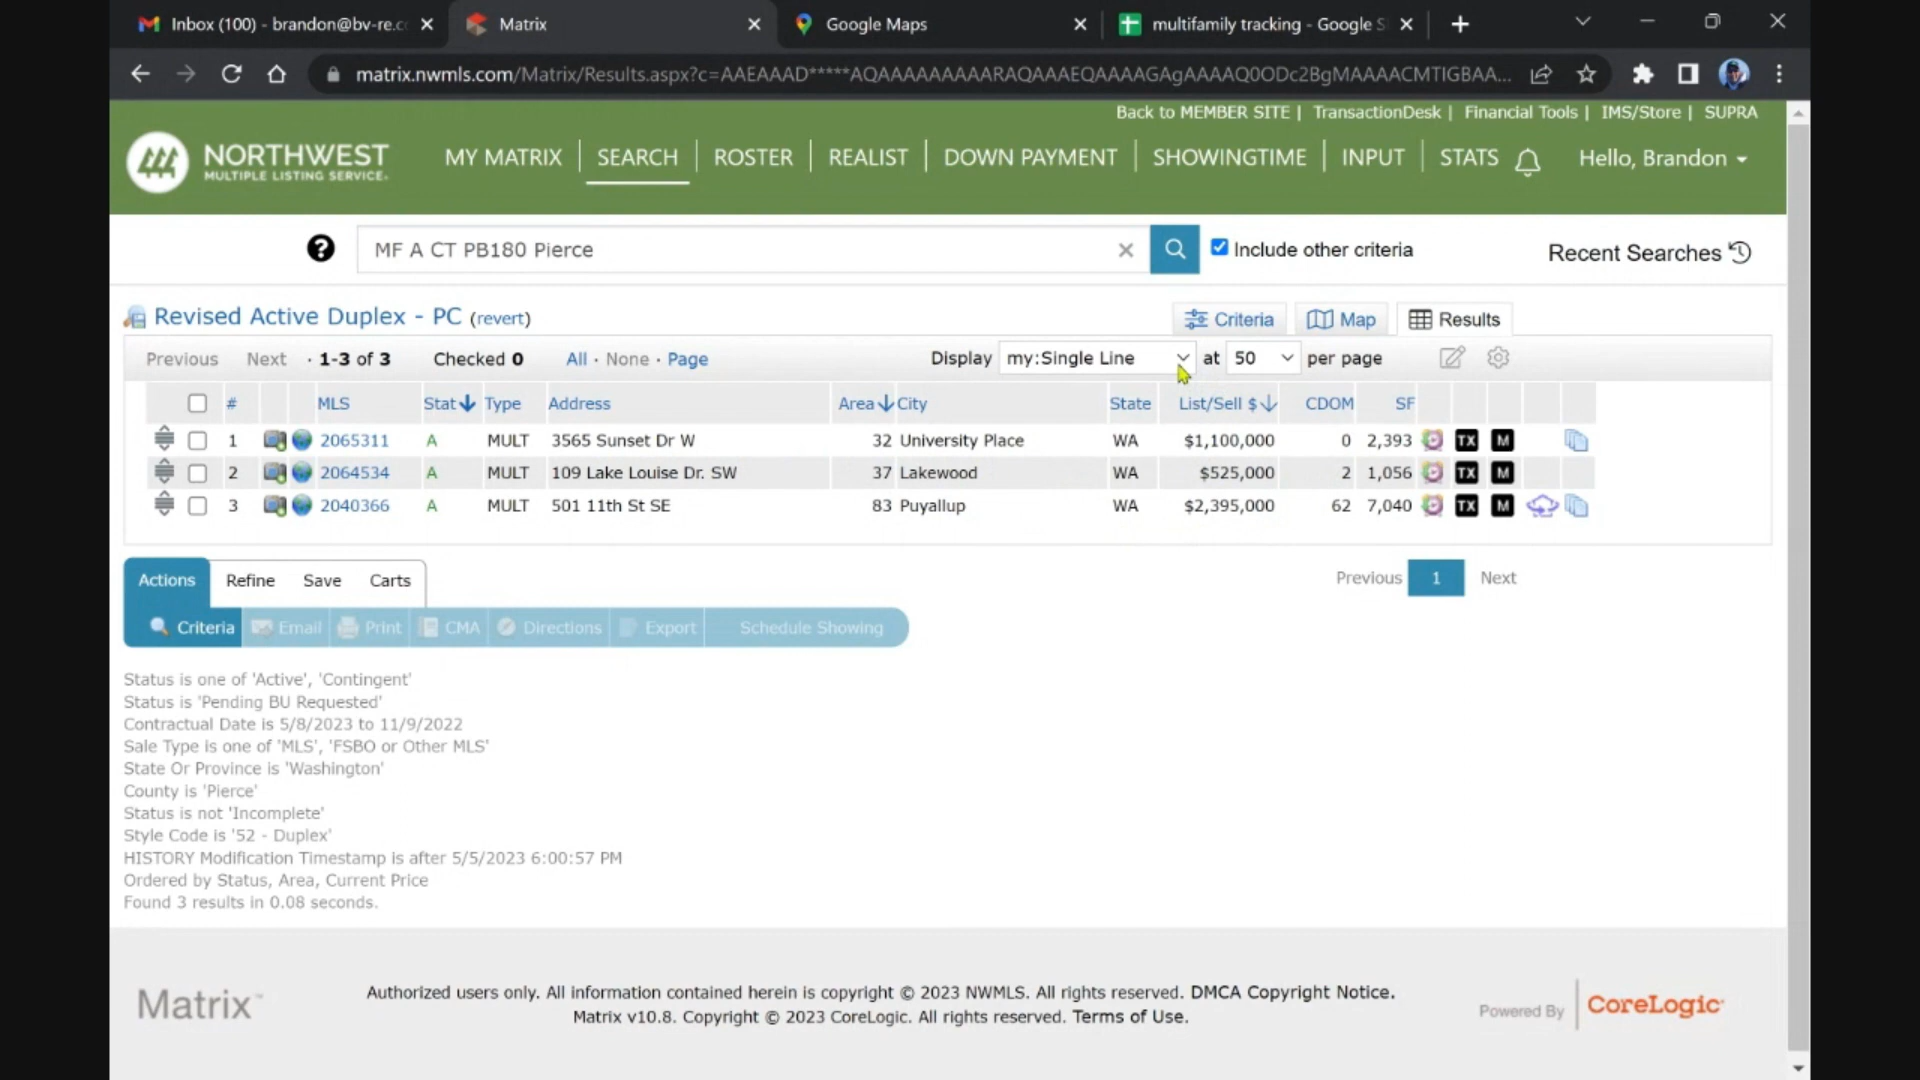 Inbox (100) - brandon@bv-re.c
Matrix
Google Maps
multifamily tracking - Google S
matrix.nwmls.com/Matrix/Results.aspx?c=AAEAAAD*****AQAAAAAAAAARAQAAAEQAAAAGAgAAAAQ0ODc2BgMAAAACMTIGBAA...
Back to MEMBER SITE | TransactionDesk | Financial Tools | IMS/Store | SUPRA
NORTHWEST
MULTIPLE LISTING SERVICE.
MY MATRIX SEARCH ROSTER REALIST DOWN PAYMENT SHOWINGTIME INPUT STATS Hello, Brandon
? MF A CT PB180 Pierce Include other criteria Recent Searches
Revised Active Duplex - PC (revert) Criteria Map Results
Previous Next · 1-3 of 3 Checked 0 All · None · Page Display my:Single Line at 50 per page
# MLS Stat Type Address Area City State List/Sell $ CDOM SF
1 2065311 A MULT 3565 Sunset Dr W 32 University Place WA $1,100,000 0 2,393 TX M
2 2064534 A MULT 109 Lake Louise Dr. SW 37 Lakewood WA $525,000 2 1,056 TX M
3 2040366 A MULT 501 11th St SE 83 Puyallup WA $2,395,000 62 7,040 TX M
Actions Refine Save Carts Previous 1 Next
Criteria Email Print CMA Directions Export Schedule Showing
Status is one of 'Active', 'Contingent'
Status is 'Pending BU Requested'
Contractual Date is 5/8/2023 to 11/9/2022
Sale Type is one of 'MLS', 'FSBO or Other MLS'
State Or Province is 'Washington'
County is 'Pierce'
Status is not 'Incomplete'
Style Code is '52 - Duplex'
HISTORY Modification Timestamp is after 5/5/2023 6:00:57 PM
Ordered by Status, Area, Current Price
Found 3 results in 0.08 seconds.
Matrix™
Authorized users only. All information contained herein is copyright © 2023 NWMLS. All rights reserved. DMCA Copyright Notice.
Matrix v10.8. Copyright © 2023 CoreLogic. All rights reserved. Terms of Use.
Powered By CoreLogic